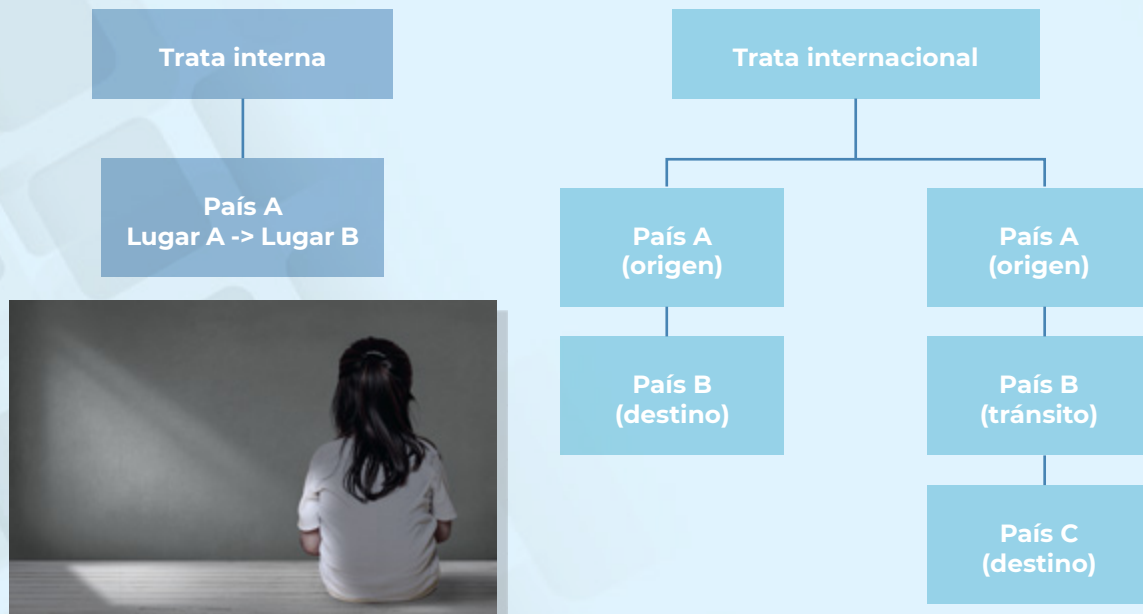 Trata interna
País A
Lugar A -> Lugar B
Trata internacional
País A
(origen)
País B
(destino)
País A
(origen)
País B
(tránsito)
País C
(destino)